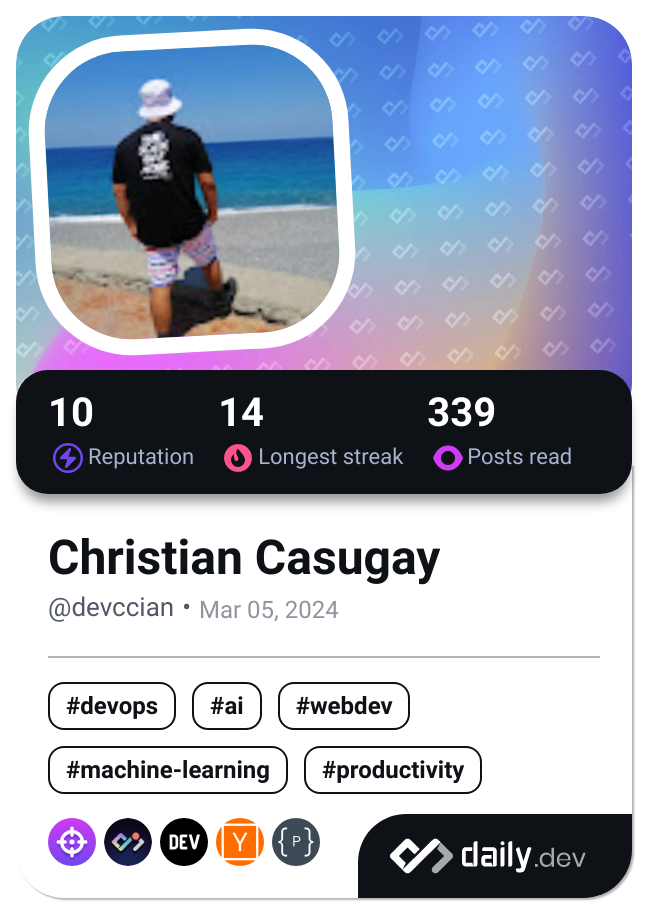 10 14 339
Reputation Longest streak Posts read
Christian Casugay
@devccian • Mar 05, 2024
#devops #ai #webdev
#machine-learning #productivity
DEV Y {P}
daily.dev